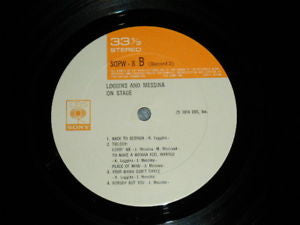 33⅓
STEREO
SOPW-8 B (Record 2)
LOGGINS AND MESSINA
ON STAGE
SONY
1. BACK TO GEORGIA -K. Loggins-
2. TRILOGY:
LOVIN' ME -J. Messina, M. Messina-
TO MAKE A WOMAN FEEL WANTED
-K. Loggins, J. Messina-
PEACE OF MIND -J. Messina-
3. YOUR MAMA DON'T DANCE
-K. Loggins, J. Messina-
4. NOBODY BUT YOU -J. Messina-